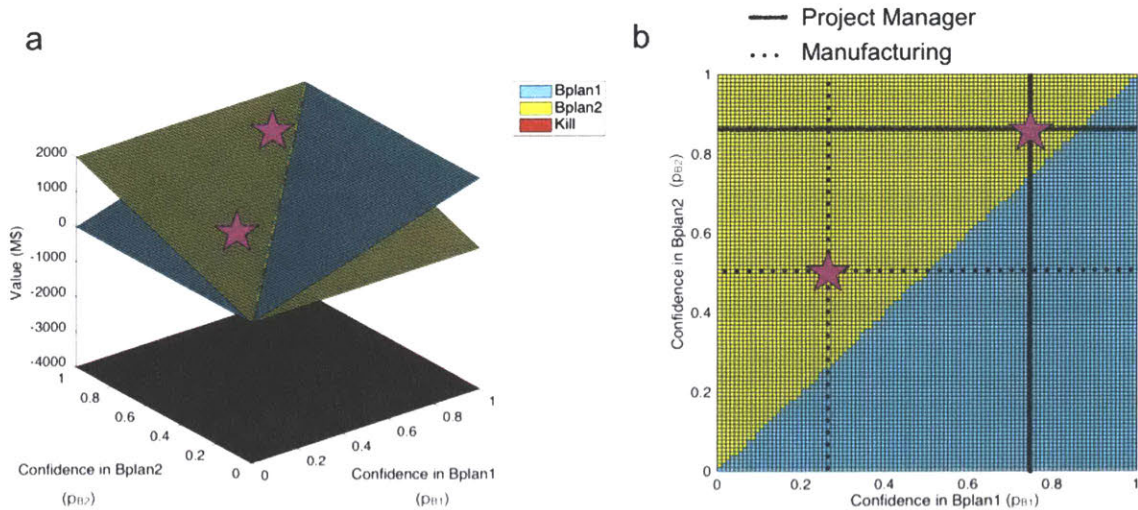 a
Bplan1
Bplan2
Kill
2000
1000
0
-1000
-2000
-3000
-4000
Value (M$)
1
0.8
0.6
0.4
0.2
0
Confidence in Bplan2
(pB2)
0
0.2
0.4
0.6
0.8
1
Confidence in Bplan1
(pB1)
b
Project Manager
Manufacturing
1
0.8
0.6
0.4
0.2
0
Confidence in Bplan2 (pB2)
0.2
0.4
0.6
0.8
1
Confidence in Bplan1 (pB1)